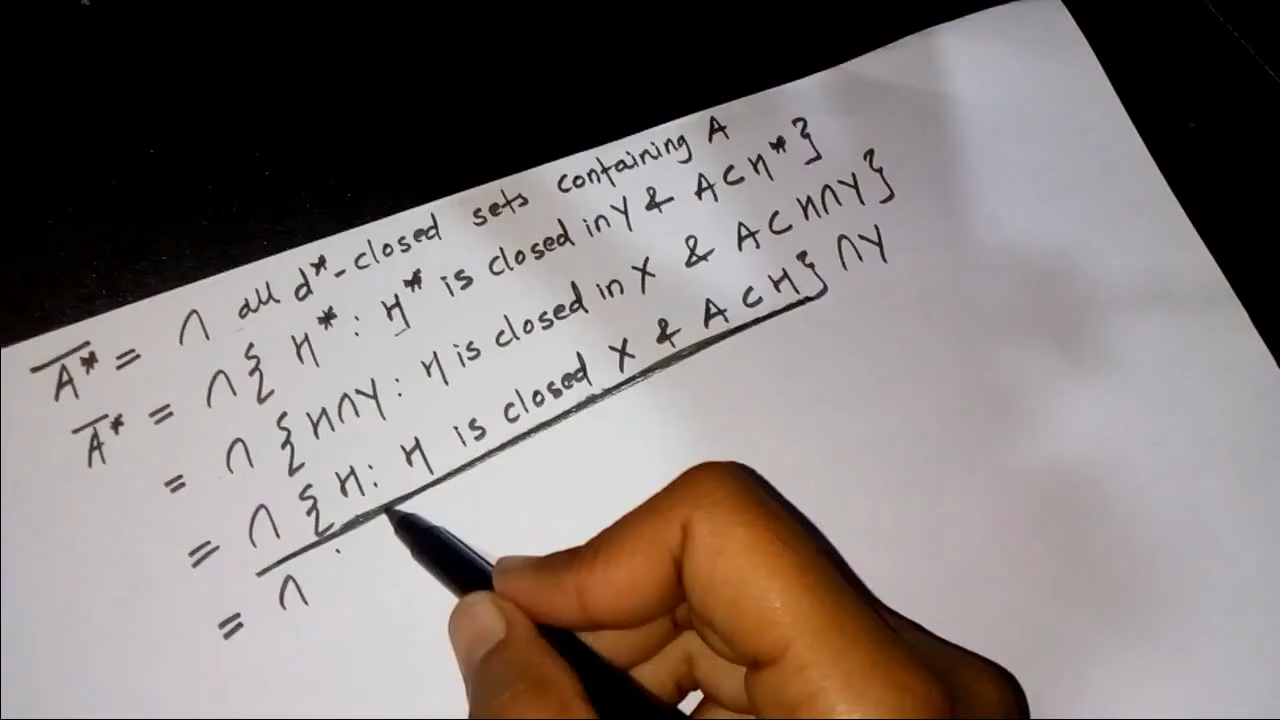 A̅* = ∩ all d*-closed sets containing A
A̅* = ∩ { H* : H* is closed in Y & A ⊂ H* }
= ∩ { H∩Y : H is closed in X & A ⊂ H∩Y }
= ∩ { H : H is closed X & A ⊂ H } ∩ Y
= ∩